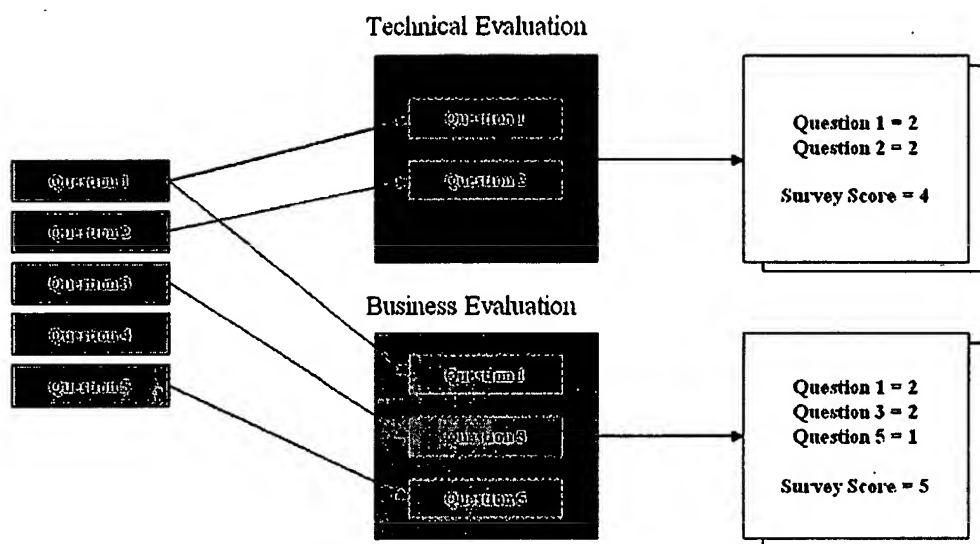 Technical Evaluation
Question 1
Question 2
Question 1
Question 2
Question 3
Question 4
Question 5
Question 1 = 2
Question 2 = 2
Survey Score = 4
Business Evaluation
Question 1
Question 3
Question 5
Question 1 = 2
Question 3 = 2
Question 5 = 1
Survey Score = 5